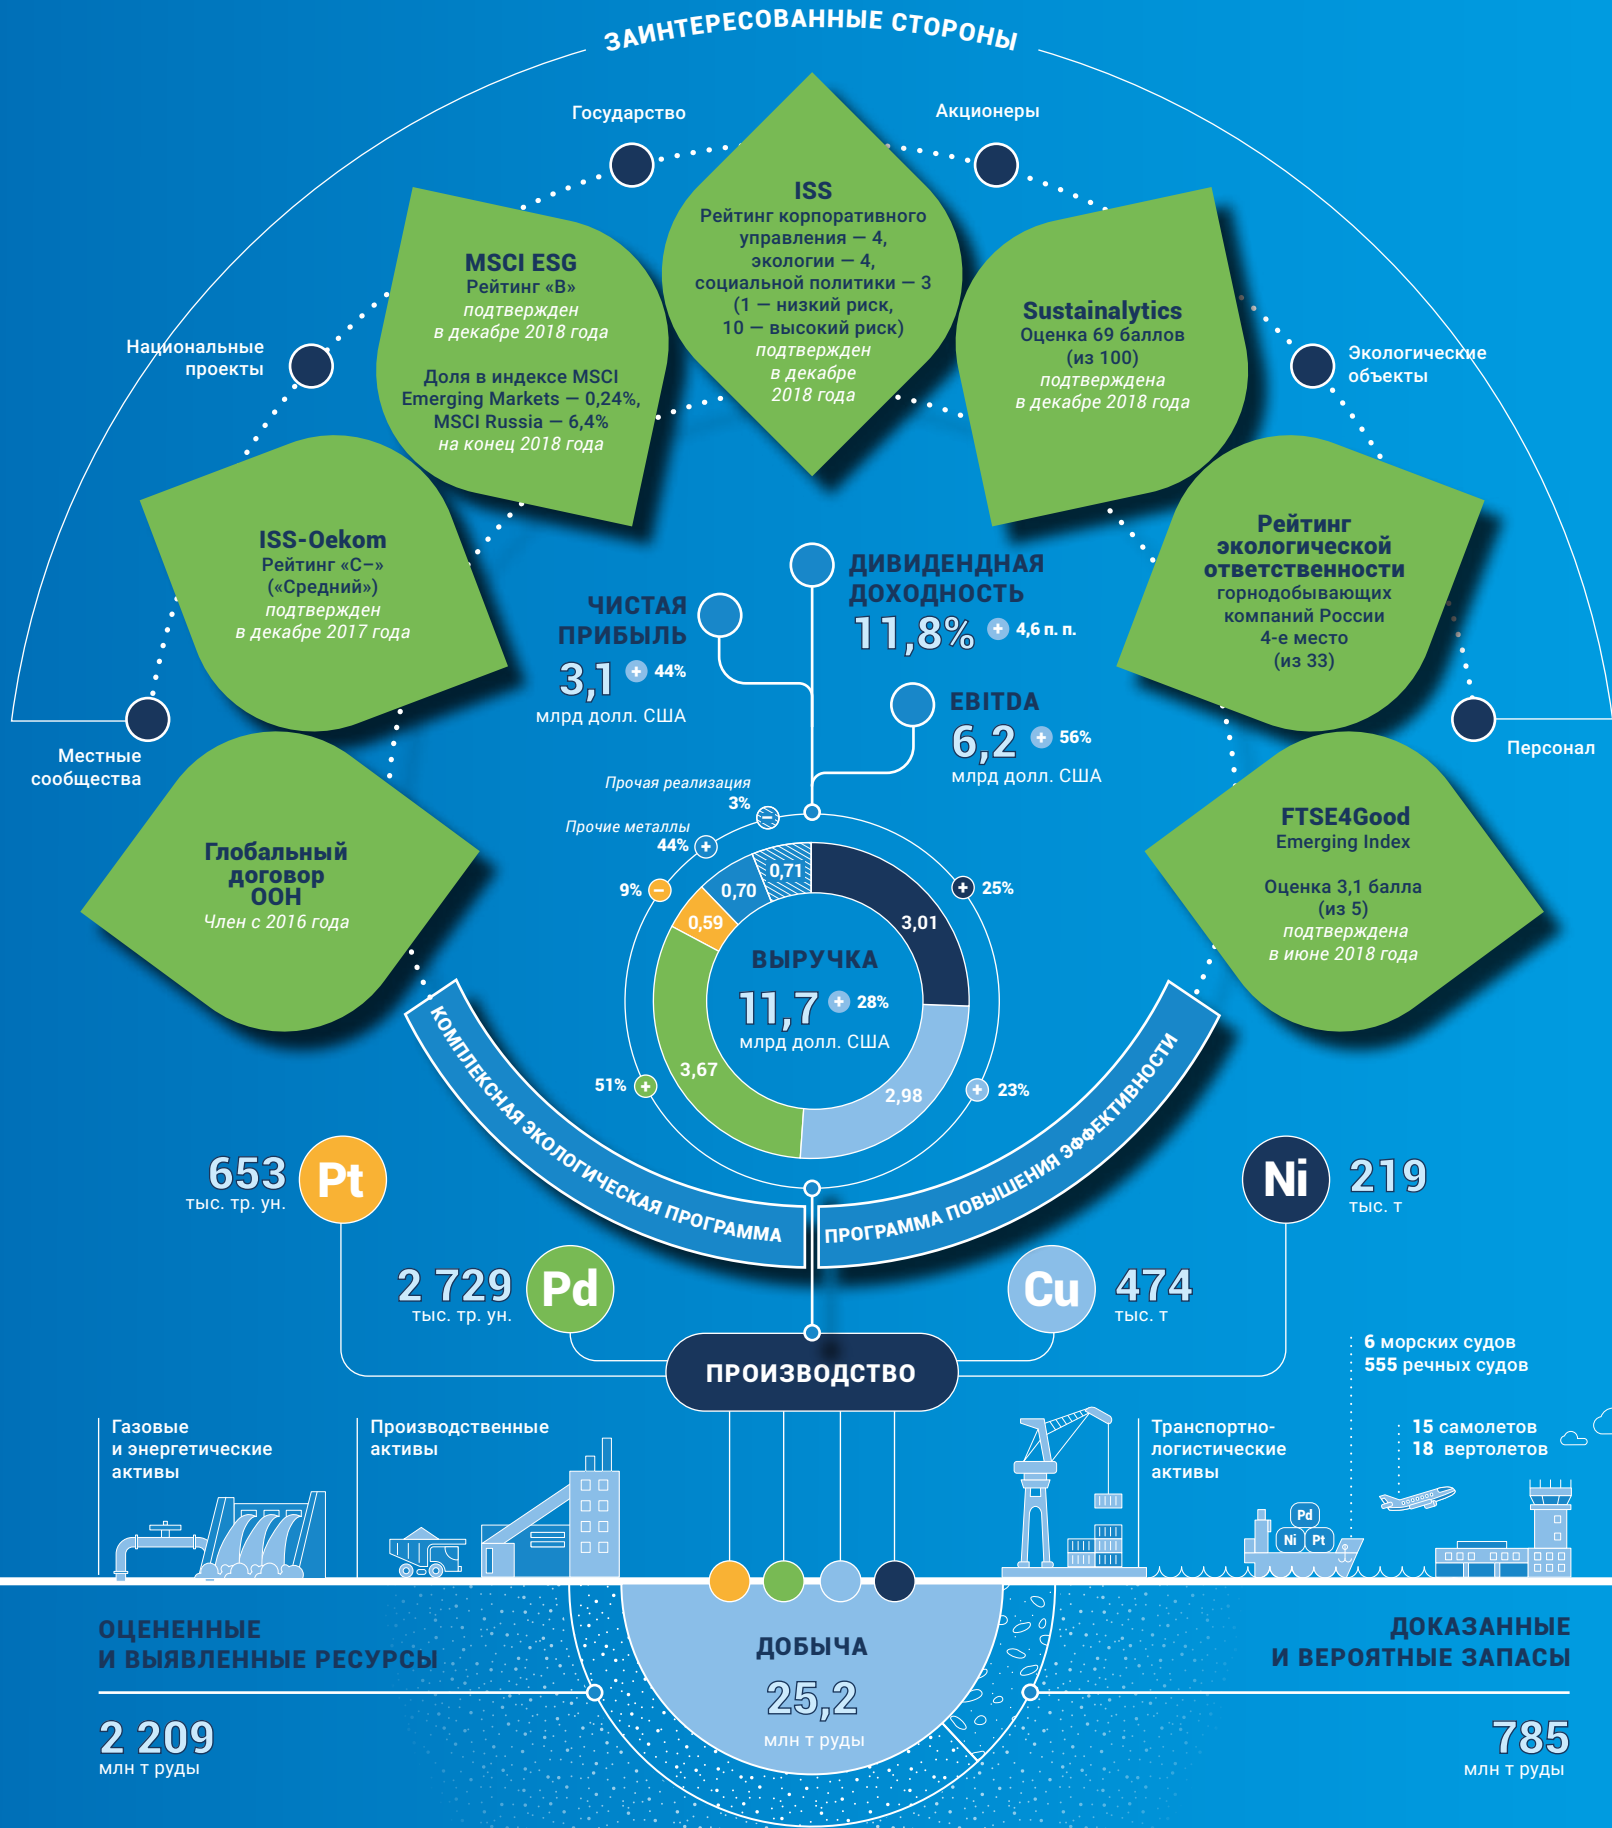 ЗАИНТЕРЕСОВАННЫЕ СТОРОНЫ
Государство
Акционеры
Национальные
проекты
Экологические
объекты
Местные
сообщества
Персонал
ISS
Рейтинг корпоративного
управления — 4,
экологии — 4,
социальной политики — 3
(1 — низкий риск,
10 — высокий риск)
подтвержден
в декабре
2018 года
MSCI ESG
Рейтинг «B»
подтвержден
в декабре 2018 года
Доля в индексе MSCI
Emerging Markets — 0,24%,
MSCI Russia — 6,4%
на конец 2018 года
Sustainalytics
Оценка 69 баллов
(из 100)
подтверждена
в декабре 2018 года
ISS-Oekom
Рейтинг «C–»
(«Средний»)
подтвержден
в декабре 2017 года
Рейтинг
экологической
ответственности
горнодобывающих
компаний России
4-е место
(из 33)
Глобальный
договор
ООН
Член с 2016 года
FTSE4Good
Emerging Index
Оценка 3,1 балла
(из 5)
подтверждена
в июне 2018 года
ДИВИДЕНДНАЯ
ДОХОДНОСТЬ
11,8% + 4,6 п. п.
ЧИСТАЯ
ПРИБЫЛЬ
3,1 + 44%
млрд долл. США
EBITDA
6,2 + 56%
млрд долл. США
Прочая реализация
3% −
Прочие металлы
44% +
9% −
+ 25%
51% +
+ 23%
0,71
0,70
0,59
3,01
3,67
2,98
ВЫРУЧКА
11,7 + 28%
млрд долл. США
КОМПЛЕКСНАЯ ЭКОЛОГИЧЕСКАЯ ПРОГРАММА
ПРОГРАММА ПОВЫШЕНИЯ ЭФФЕКТИВНОСТИ
653
тыс. тр. ун.
Pt
2 729
тыс. тр. ун.
Pd
Cu
474
тыс. т
Ni
219
тыс. т
ПРОИЗВОДСТВО
6 морских судов
555 речных судов
15 самолетов
18 вертолетов
Газовые
и энергетические
активы
Производственные
активы
Транспортно-
логистические
активы
Pd
Ni Pt
ОЦЕНЕННЫЕ
И ВЫЯВЛЕННЫЕ РЕСУРСЫ
2 209
млн т руды
ДОБЫЧА
25,2
млн т руды
ДОКАЗАННЫЕ
И ВЕРОЯТНЫЕ ЗАПАСЫ
785
млн т руды